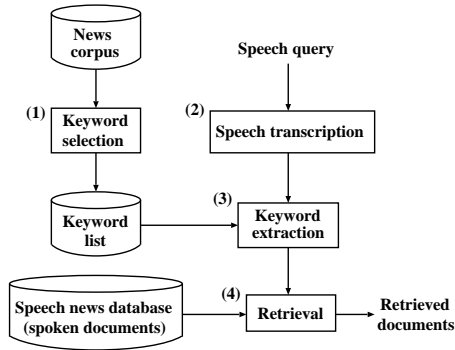 News
corpus
Speech query
(1)
Keyword
selection
(2)
Speech transcription
Keyword
list
(3)
Keyword
extraction
Speech news database
(spoken documents)
(4)
Retrieval
Retrieved
documents